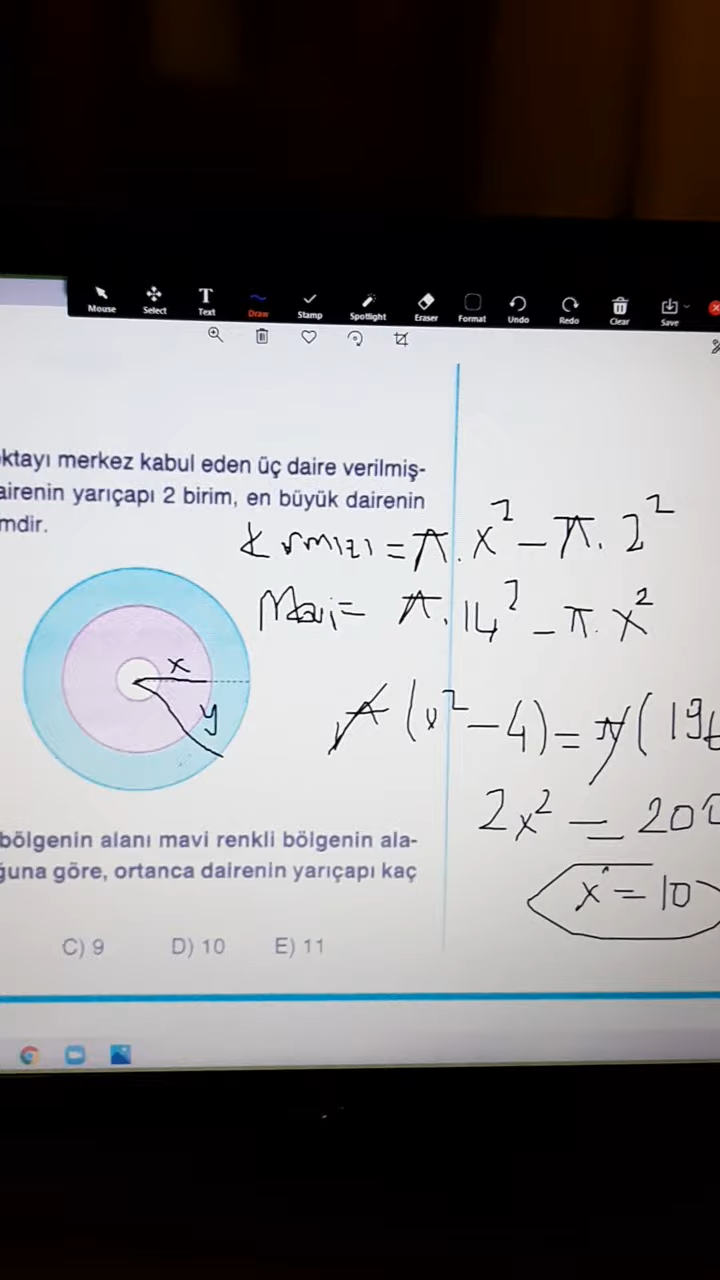 Mouse Select Text Draw Stamp Spotlight Eraser Format Undo Redo Clear Save
ktayı merkez kabul eden üç daire verilmiş-
airenin yarıçapı 2 birim, en büyük dairenin
mdir.
Kırmızı = π.x² - π.2²
Mavi = π.14² - π.x²
x
y
π(x² - 4) = π(196
2x² = 200
x = 10
bölgenin alanı mavi renkli bölgenin ala-
ğuna göre, ortanca dairenin yarıçapı kaç
C) 9 D) 10 E) 11